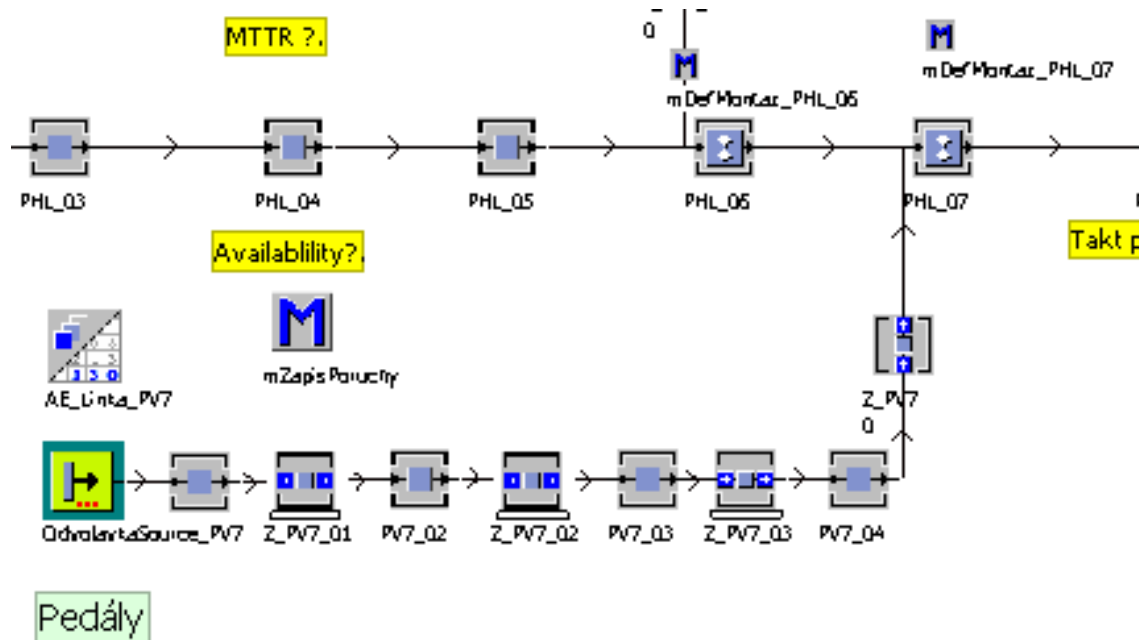 MTTR ?.
0
mDefMontaz_PHL_06
mDefMontaz_PHL_07
PHL_03
PHL_04
PHL_05
PHL_06
PHL_07
Availablility?.
Takt p
AE_Linka_PV7
mZapisPoruchy
Z_PV7
0
OdvolavkaSource_PV7
Z_PV7_01
PV7_02
Z_PV7_02
PV7_03
Z_PV7_03
PV7_04
Pedály